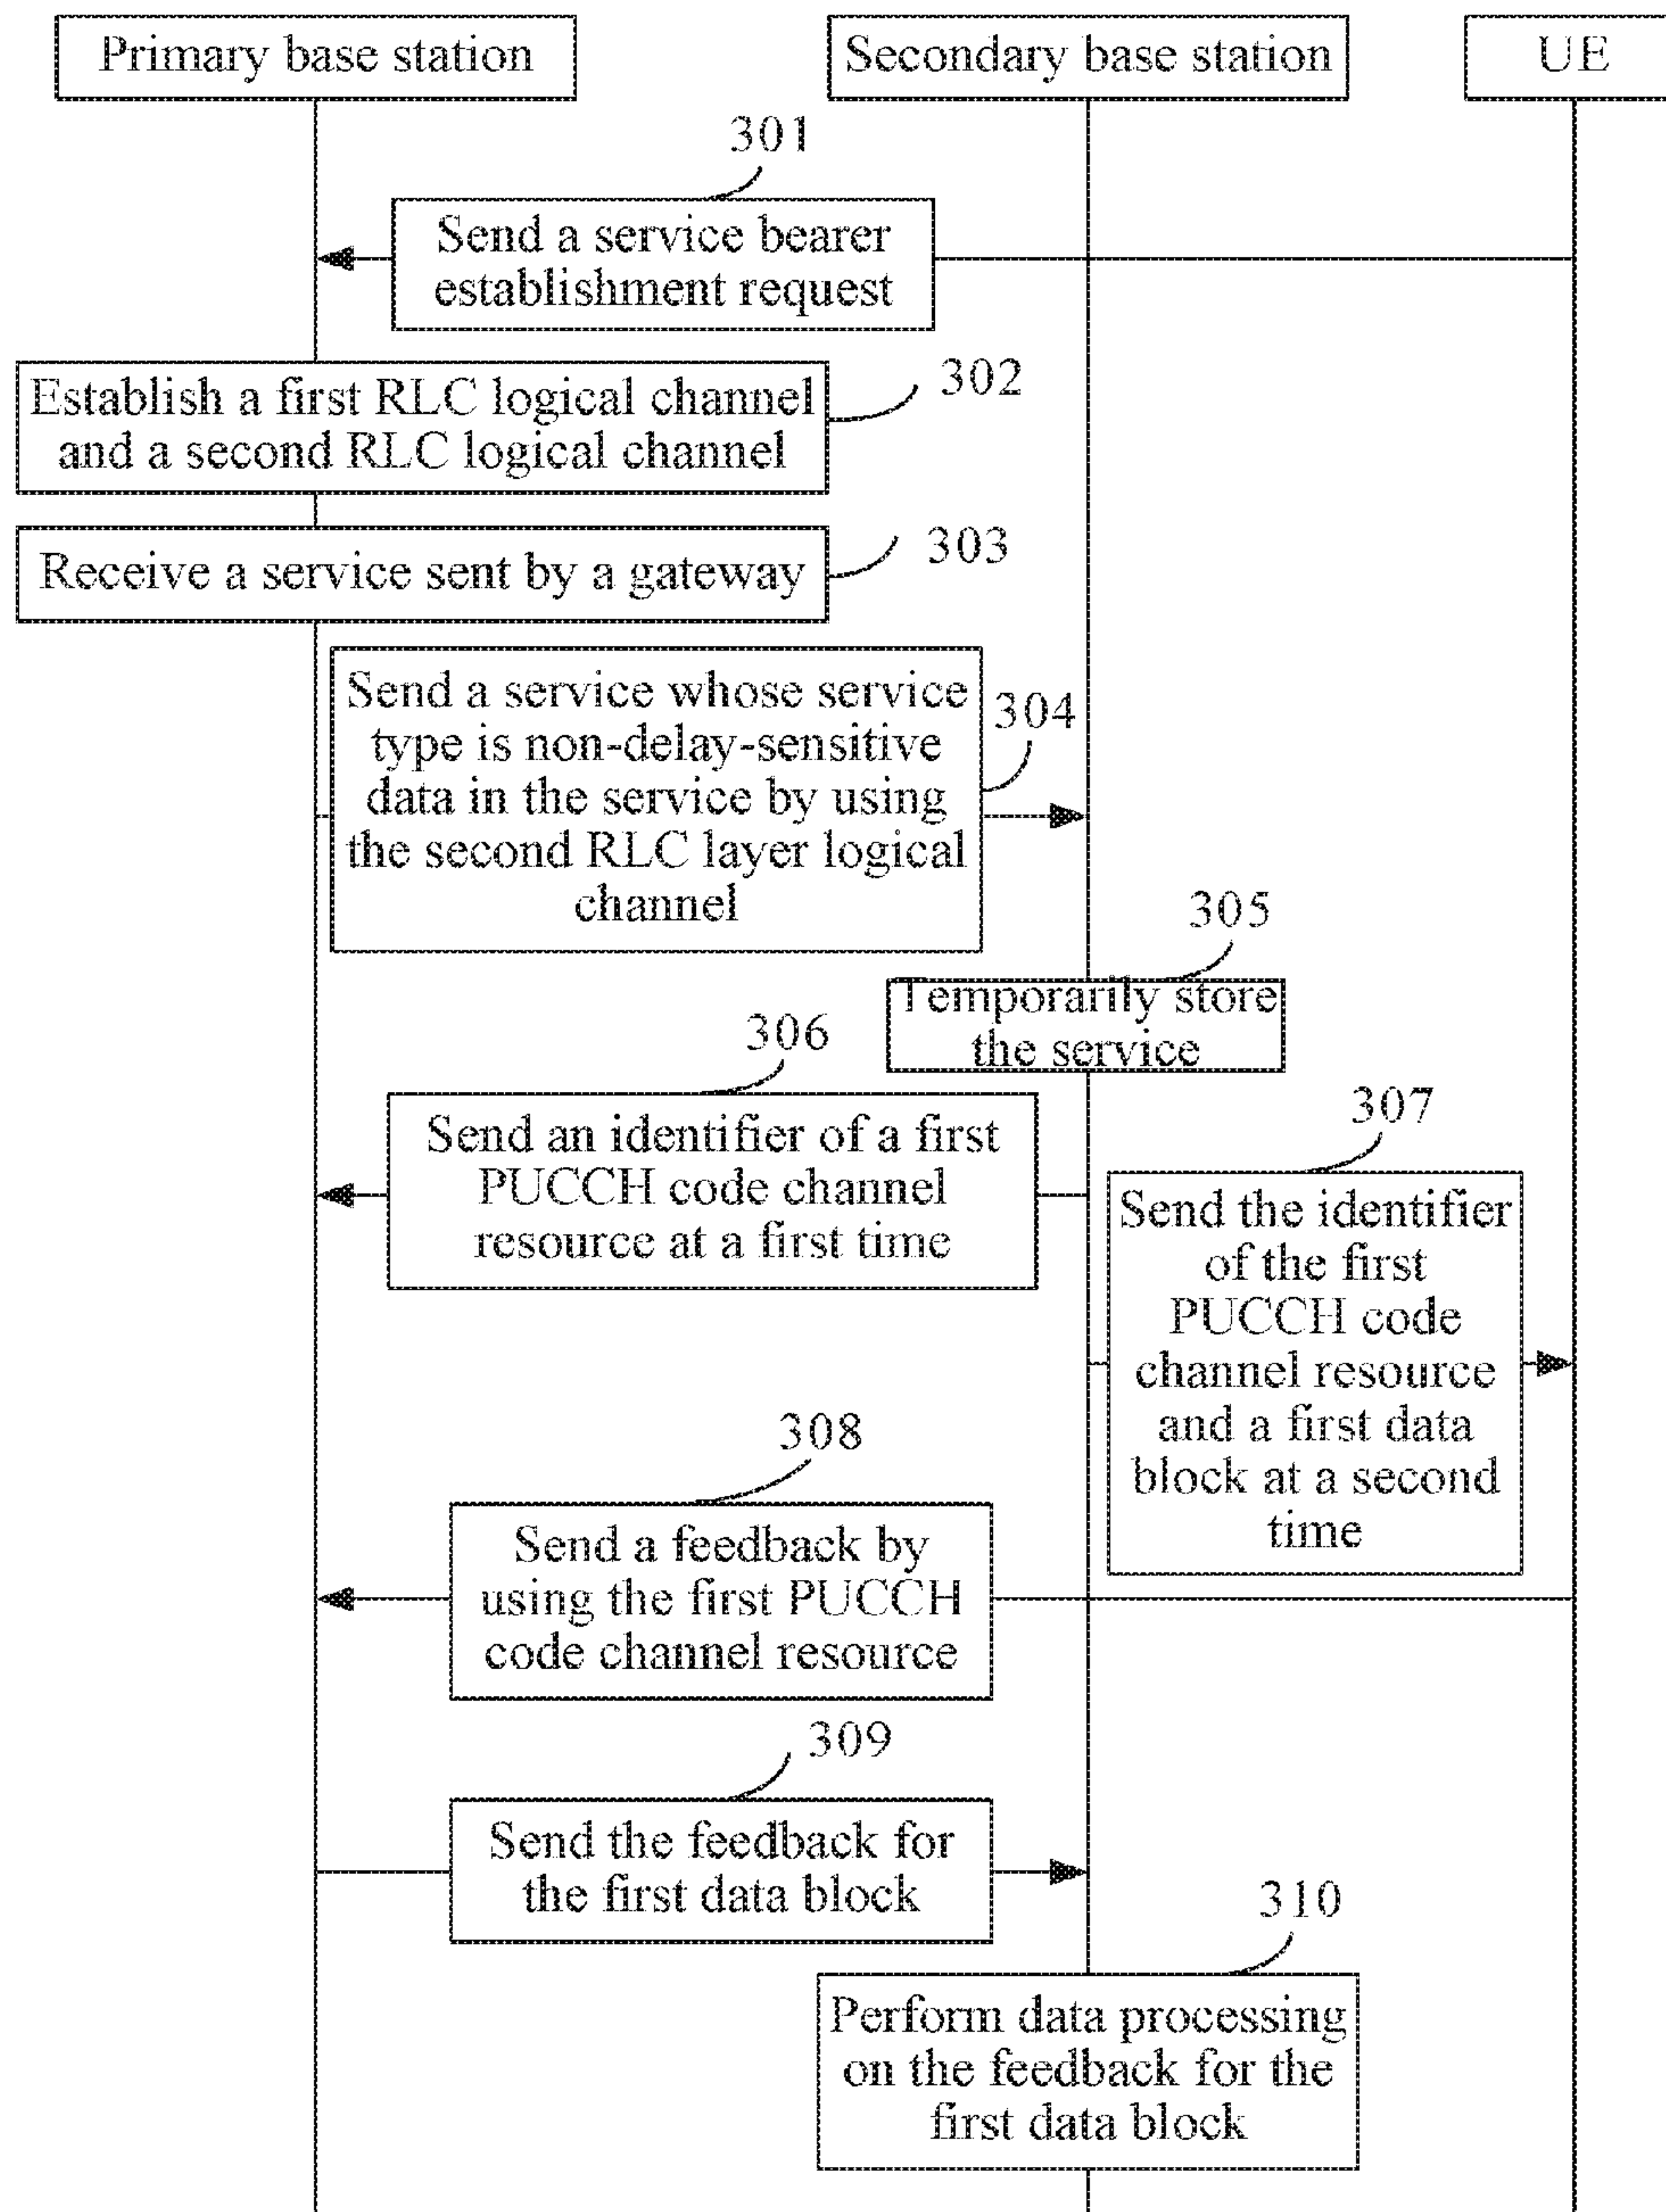 Primary base station
Secondary base station
UE
301
Send a service bearer
establishment request
302
Establish a first RLC logical channel
and a second RLC logical channel
303
Receive a service sent by a gateway
304
Send a service whose service
type is non-delay-sensitive
data in the service by using
the second RLC layer logical
channel
305
Temporarily store
the service
306
Send an identifier of a first
PUCCH code channel
resource at a first time
307
Send the identifier
of the first
PUCCH code
channel resource
and a first data
block at a second
time
308
Send a feedback by
using the first PUCCH
code channel resource
309
Send the feedback for
the first data block
310
Perform data processing
on the feedback for the
first data block